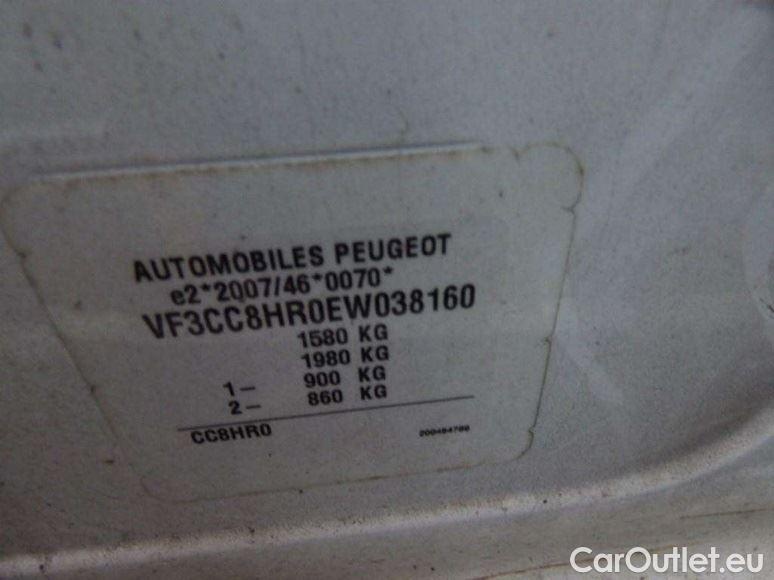 AUTOMOBILES PEUGEOT
e2*2007/46*0070*
VF3CC8HR0EW038160
1580 KG
1980 KG
1- 900 KG
2- 860 KG
CC8HR0
CarOutlet.eu